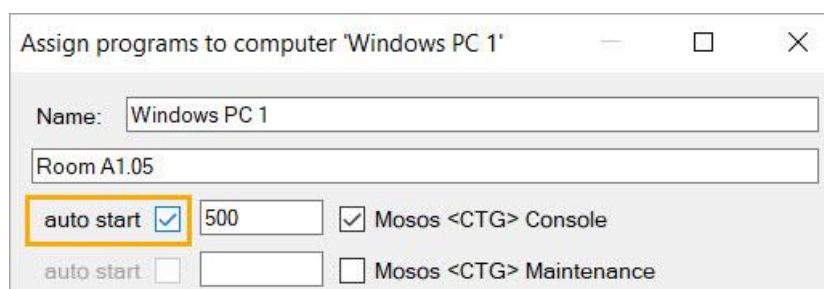 Assign programs to computer 'Windows PC 1'
Name: Windows PC 1
Room A1.05
auto start 500 Mosos <CTG> Console
auto start Mosos <CTG> Maintenance